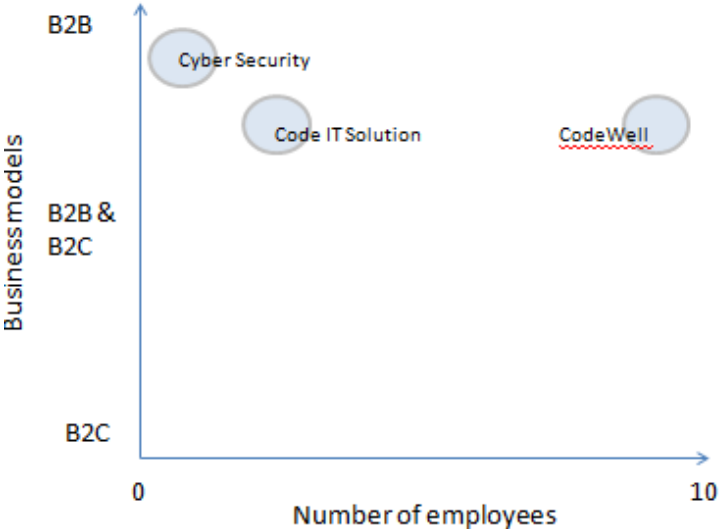 B2B
Cyber Security
Code IT Solution
CodeWell
Business models
B2B &
B2C
B2C
0
10
Number of employees